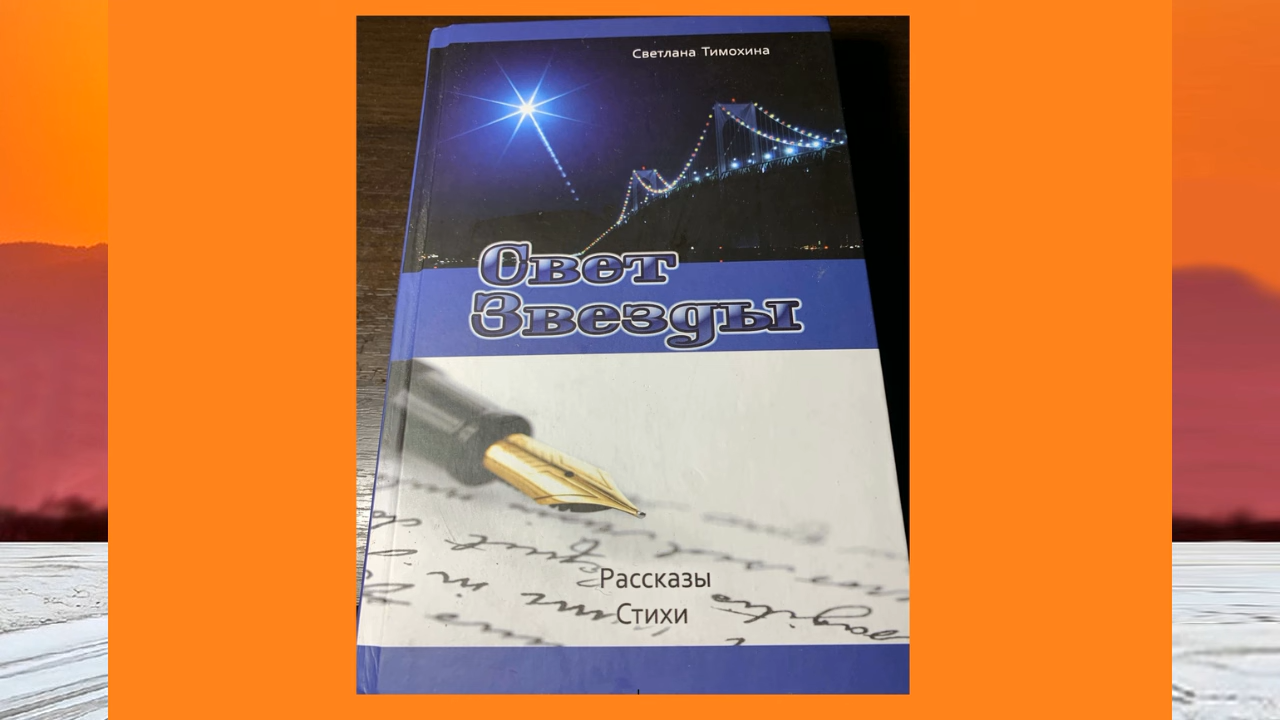 Светлана Тимохина
Свет
Звезды
Рассказы
Стихи